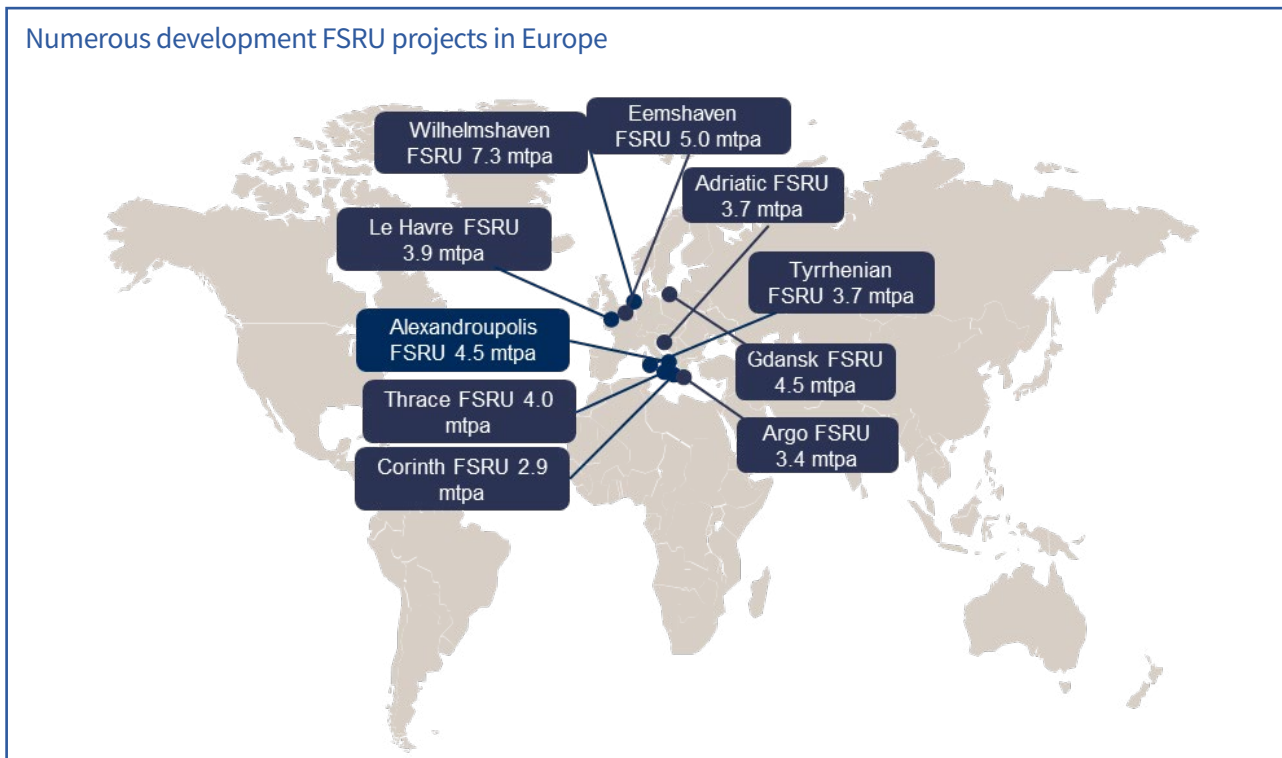 Numerous development FSRU projects in Europe
Wilhelmshaven
FSRU 7.3 mtpa
Eemshaven
FSRU 5.0 mtpa
Adriatic FSRU
3.7 mtpa
Le Havre FSRU
3.9 mtpa
Tyrrhenian
FSRU 3.7 mtpa
Alexandroupolis
FSRU 4.5 mtpa
Gdansk FSRU
4.5 mtpa
Thrace FSRU 4.0
mtpa
Argo FSRU
3.4 mtpa
Corinth FSRU 2.9
mtpa